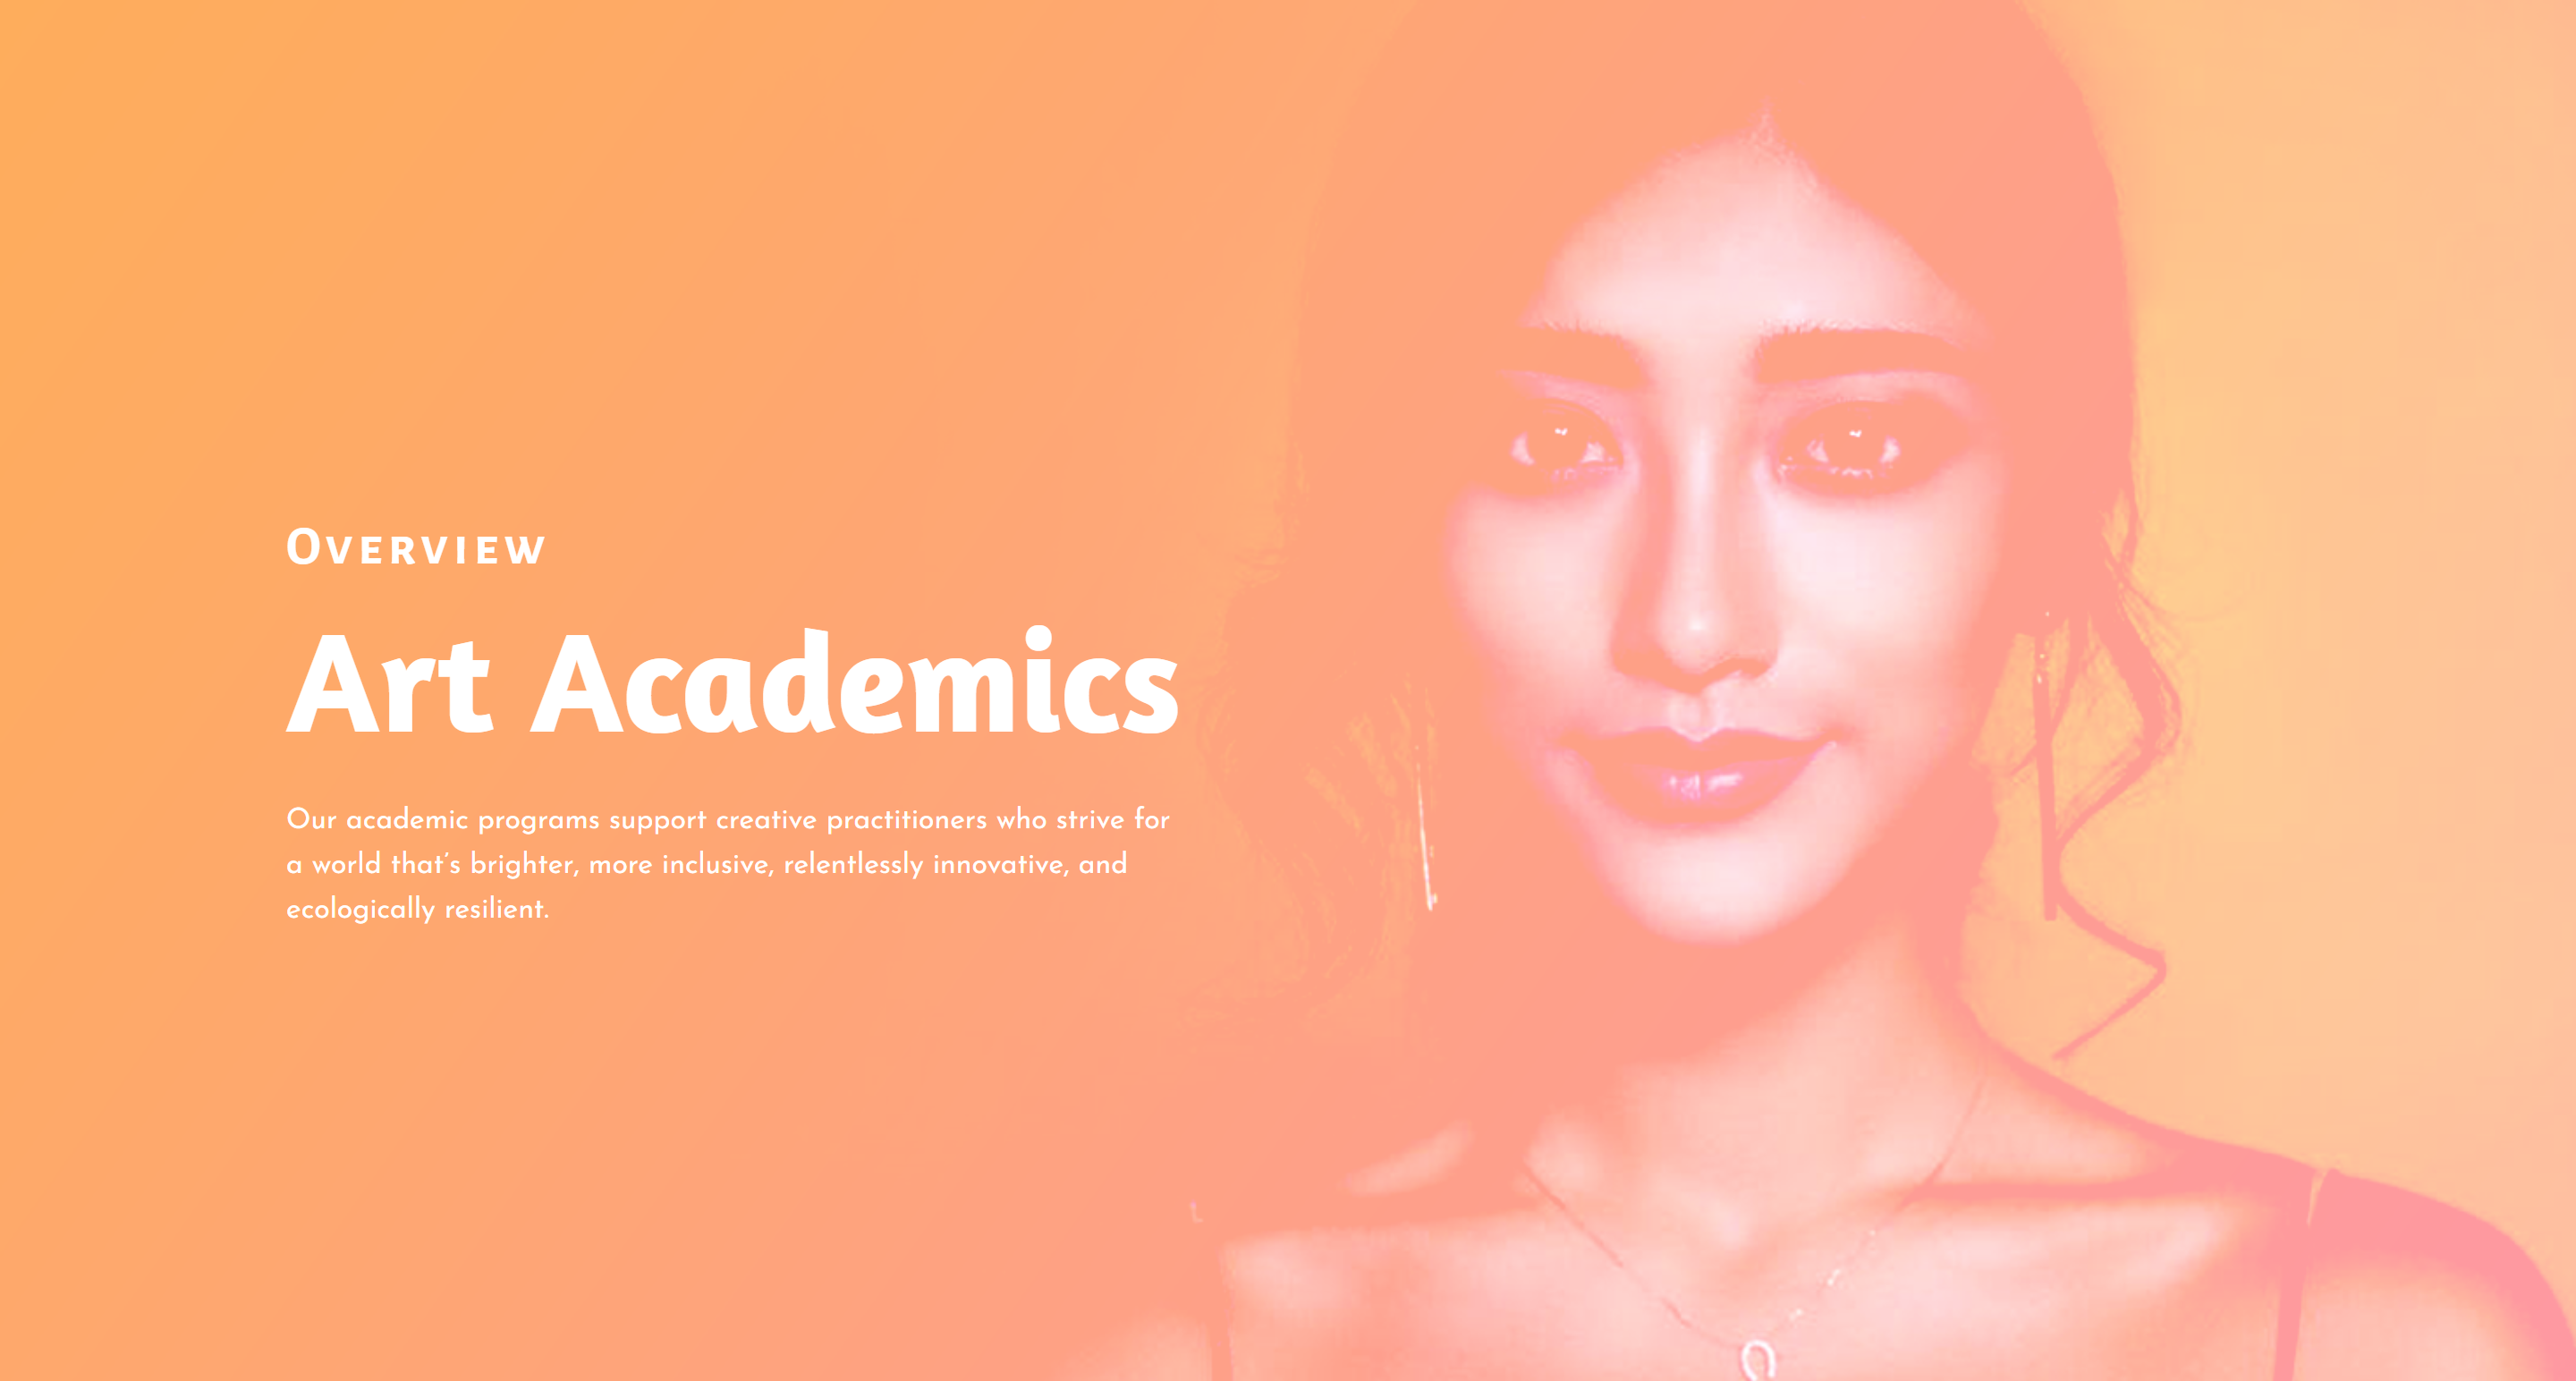 Overview
Art Academics
Our academic programs support creative practitioners who strive for
a world that’s brighter, more inclusive, relentlessly innovative, and
ecologically resilient.